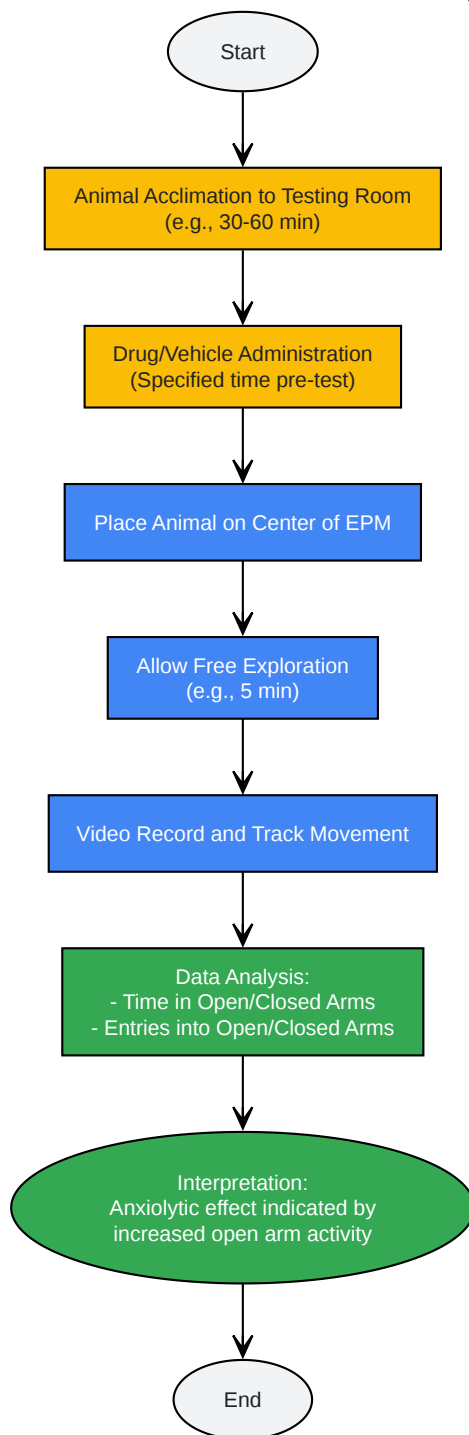 Start
Animal Acclimation to Testing Room
(e.g., 30-60 min)
Drug/Vehicle Administration
(Specified time pre-test)
Place Animal on Center of EPM
Allow Free Exploration
(e.g., 5 min)
Video Record and Track Movement
Data Analysis:
- Time in Open/Closed Arms
- Entries into Open/Closed Arms
Interpretation:
Anxiolytic effect indicated by
increased open arm activity
End